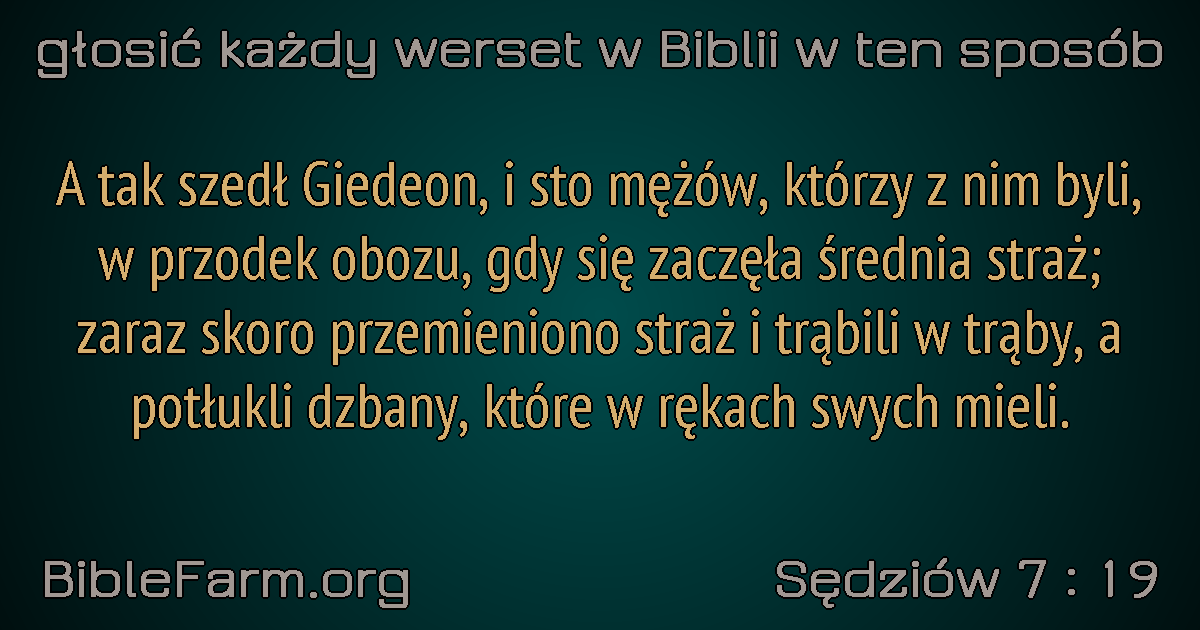 głosić każdy werset w Biblii w ten sposób
A tak szedł Giedeon, i sto mężów, którzy z nim byli,
w przodek obozu, gdy się zaczęła średnia straż;
zaraz skoro przemieniono straż i trąbili w trąby, a
potłukli dzbany, które w rękach swych mieli.
BibleFarm.org
Sędziów 7 : 19